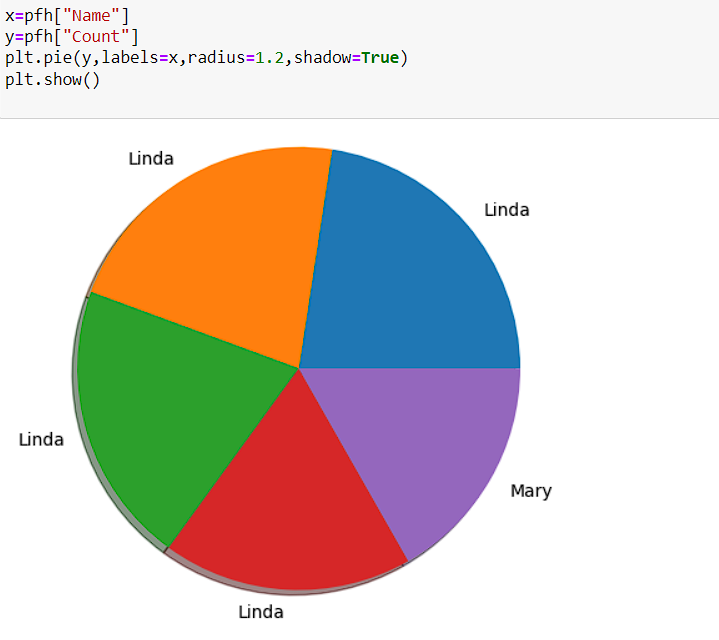 x=pfh["Name"]
y=pfh["Count"]
plt.pie(y,labels=x,radius=1.2,shadow=True)
plt.show()
Linda
Linda
Linda
Mary
Linda